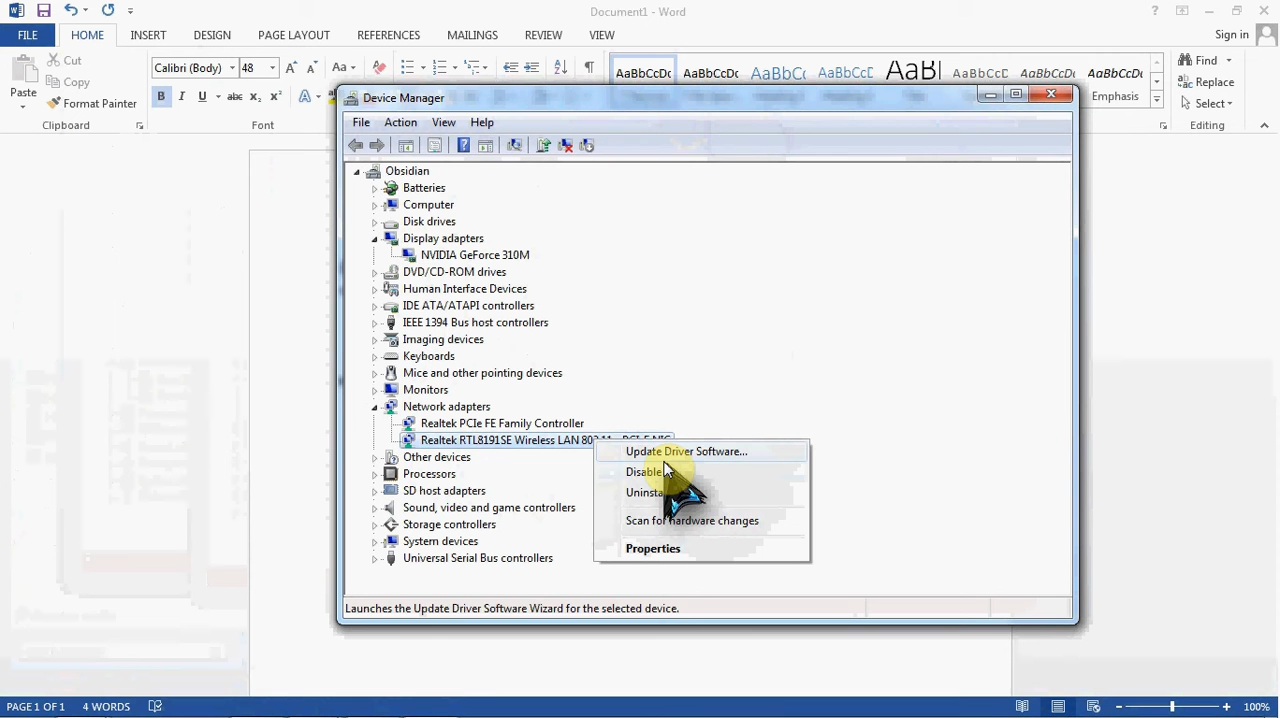 Document1 - Word
FILE HOME INSERT DESIGN PAGE LAYOUT REFERENCES MAILINGS REVIEW VIEW Sign in
Cut
Copy
Paste
Format Painter
Clipboard
Calibri (Body) 48
Aa
B I U abc X₂ X² A
Font
AaBbCcDc AaBbCcDc AaBbCc AaBbCcD AaBl AaBbCcD AaBbCcDc AaBbCcDc
Emphasis
Find
Replace
Select
Editing
Device Manager
File Action View Help
Obsidian
Batteries
Computer
Disk drives
Display adapters
NVIDIA GeForce 310M
DVD/CD-ROM drives
Human Interface Devices
IDE ATA/ATAPI controllers
IEEE 1394 Bus host controllers
Imaging devices
Keyboards
Mice and other pointing devices
Monitors
Network adapters
Realtek PCIe FE Family Controller
Realtek RTL8191SE Wireless LAN
Other devices
Processors
SD host adapters
Sound, video and game controllers
Storage controllers
System devices
Universal Serial Bus controllers
Update Driver Software...
Disable
Scan for hardware changes
Properties
Launches the Update Driver Software Wizard for the selected device.
PAGE 1 OF 1 4 WORDS 100%